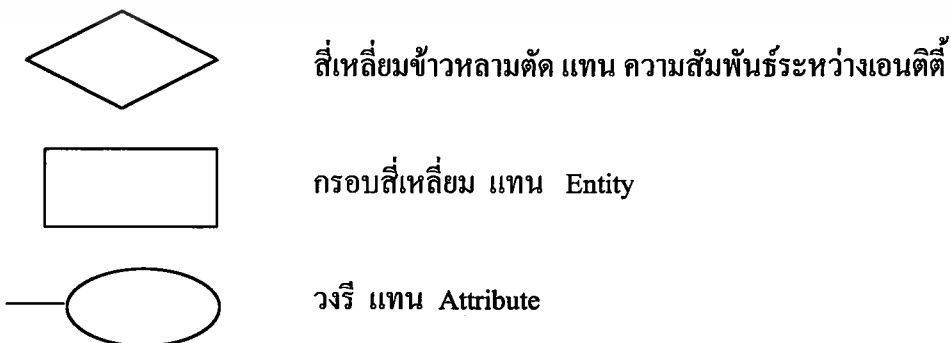 สี่เหลี่ยมข้าวหลามตัด แทน ความสัมพันธ์ระหว่างเอนติตี้
กรอบสี่เหลี่ยม แทน Entity
วงรี แทน Attribute